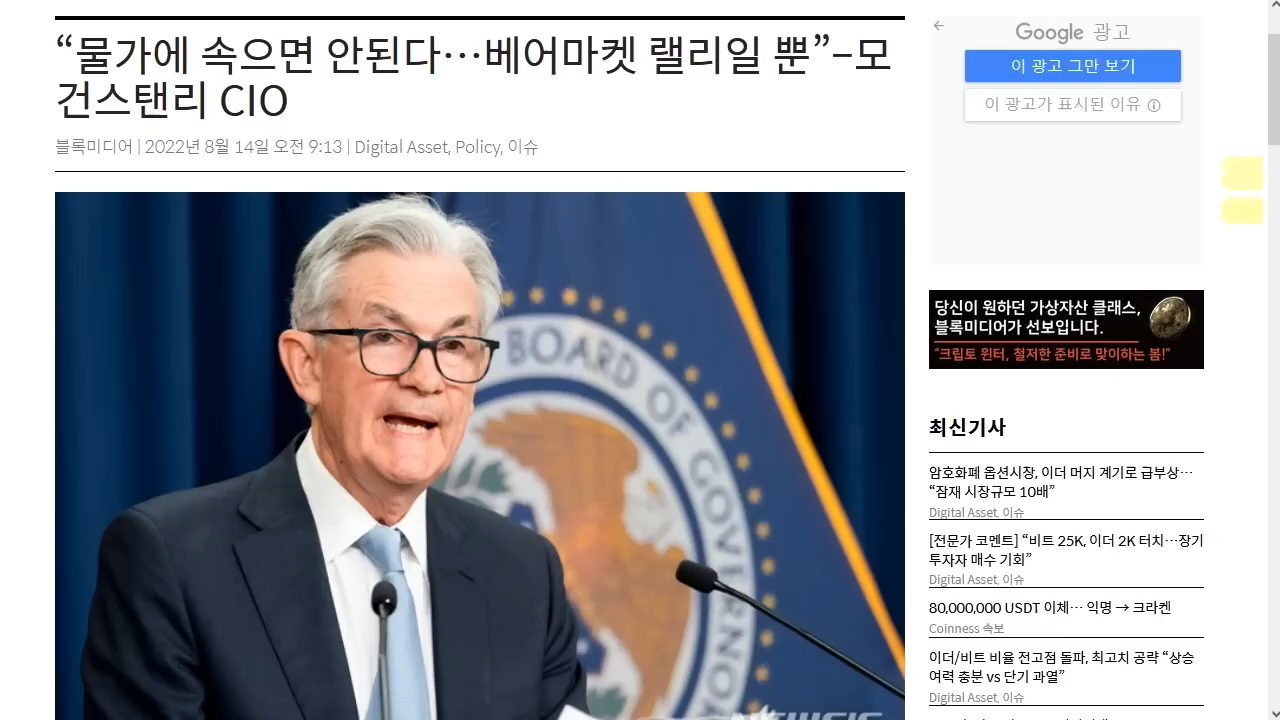 “물가에 속으면 안된다…베어마켓 랠리일 뿐”–모
건스탠리 CIO
블록미디어 | 2022년 8월 14일 오전 9:13 | Digital Asset, Policy, 이슈
BOARD OF GOVERNOR
NEWSIS
Google 광고
이 광고 그만 보기
이 광고가 표시된 이유
당신이 원하던 가상자산 클래스,
블록미디어가 선보입니다.
"크립토 윈터, 철저한 준비로 맞이하는 봄!"
최신기사
암호화폐 옵션시장, 이더 머지 계기로 급부상…
“잠재 시장규모 10배”
Digital Asset, 이슈
[전문가 코멘트] “비트 25K, 이더 2K 터치…장기
투자자 매수 기회”
Digital Asset, 이슈
80,000,000 USDT 이체… 익명 → 크라켄
Coinness 속보
이더/비트 비율 전고점 돌파, 최고치 공략 “상승
여력 충분 vs 단기 과열”
Digital Asset, 이슈